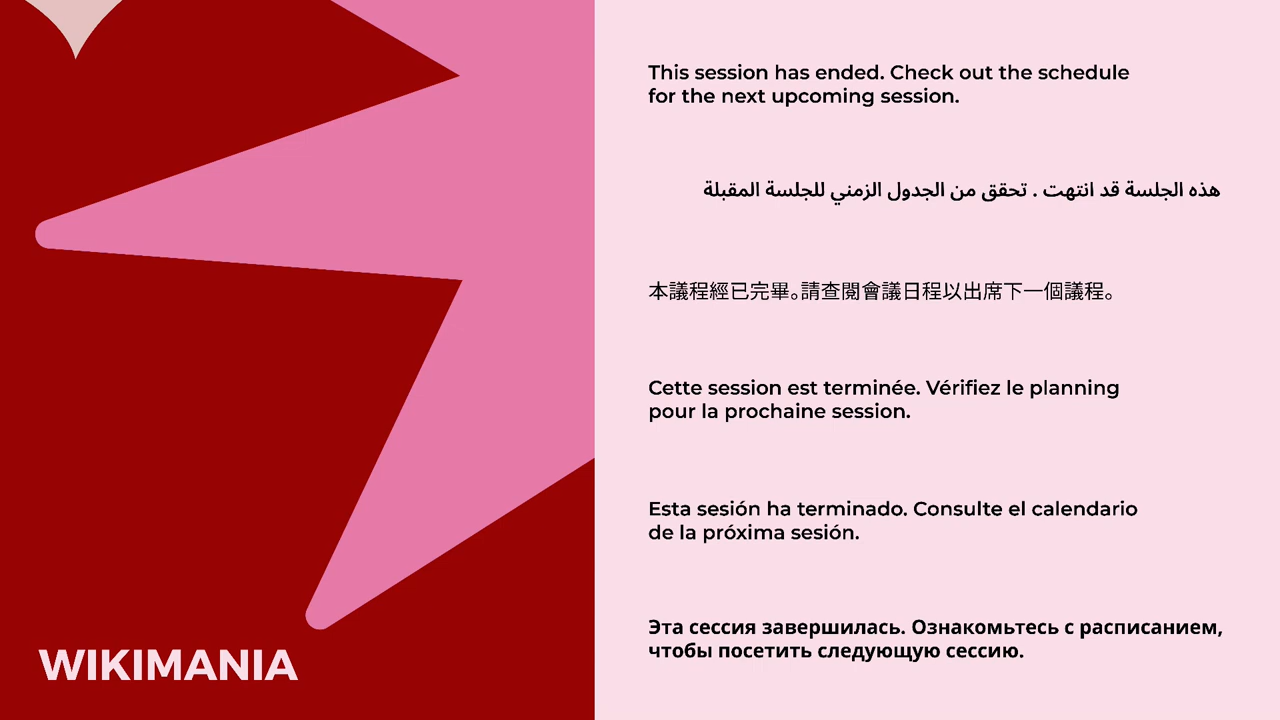 This session has ended. Check out the schedule
for the next upcoming session.
هذه الجلسة قد انتهت . تحقق من الجدول الزمني للجلسة المقبلة
本議程經已完畢。請查閱會議日程以出席下一個議程。
Cette session est terminée. Vérifiez le planning
pour la prochaine session.
Esta sesión ha terminado. Consulte el calendario
de la próxima sesión.
Эта сессия завершилась. Ознакомьтесь с расписанием,
чтобы посетить следующую сессию.
WIKIMANIA